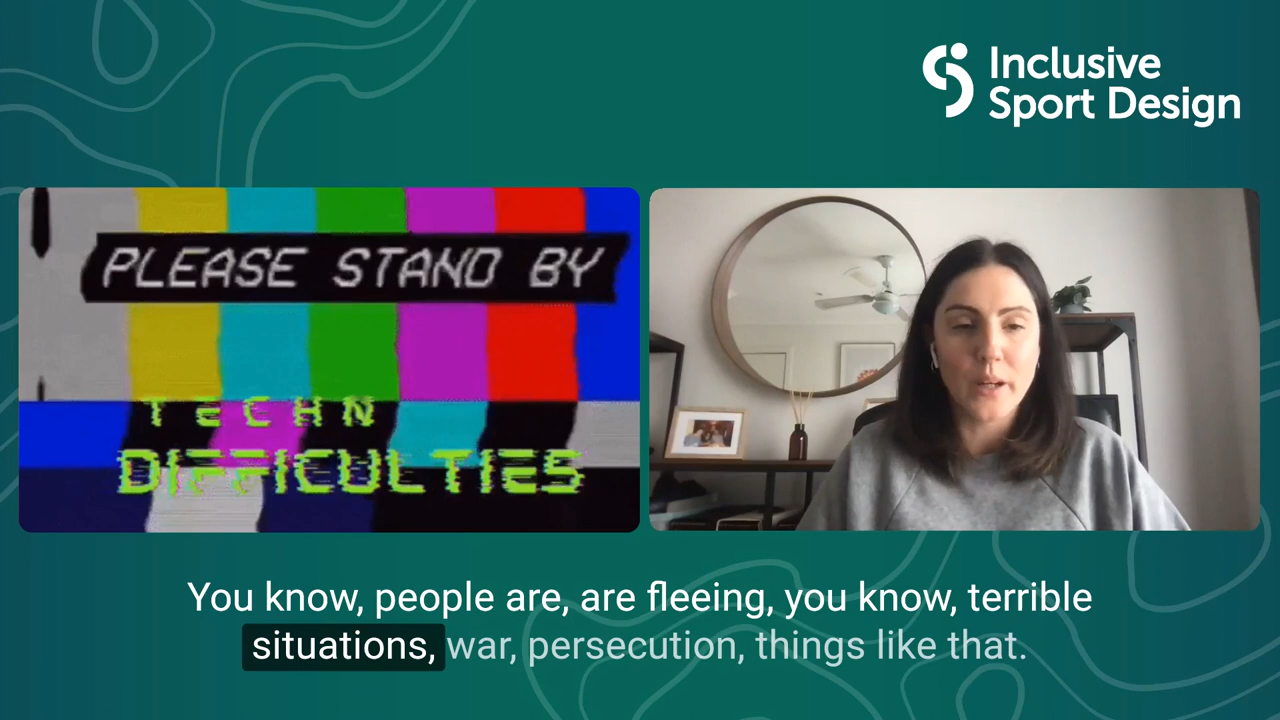 Inclusive
Sport Design
PLEASE STAND BY
TECHN
DIFFICULTIES
You know, people are, are fleeing, you know, terrible
situations, war, persecution, things like that.